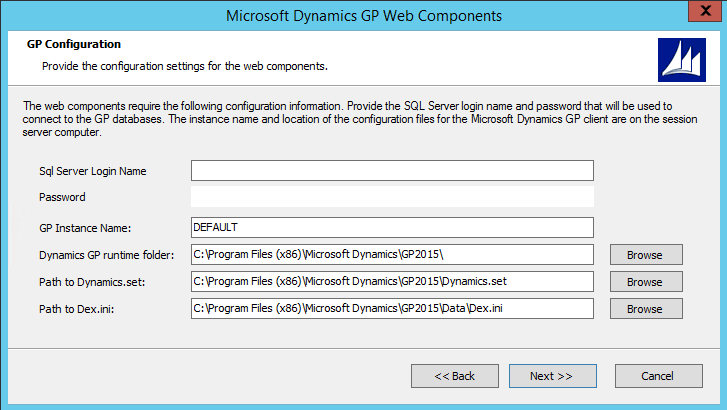 Microsoft Dynamics GP Web Components
GP Configuration
Provide the configuration settings for the web components.
The web components require the following configuration information. Provide the SQL Server login name and password that will be used to
connect to the GP databases. The instance name and location of the configuration files for the Microsoft Dynamics GP client are on the session
server computer.
Sql Server Login Name
Password
GP Instance Name: DEFAULT
Dynamics GP runtime folder: C:\Program Files (x86)\Microsoft Dynamics\GP2015\ Browse
Path to Dynamics.set: C:\Program Files (x86)\Microsoft Dynamics\GP2015\Dynamics.set Browse
Path to Dex.ini: C:\Program Files (x86)\Microsoft Dynamics\GP2015\Data\Dex.ini Browse
<< Back Next >> Cancel